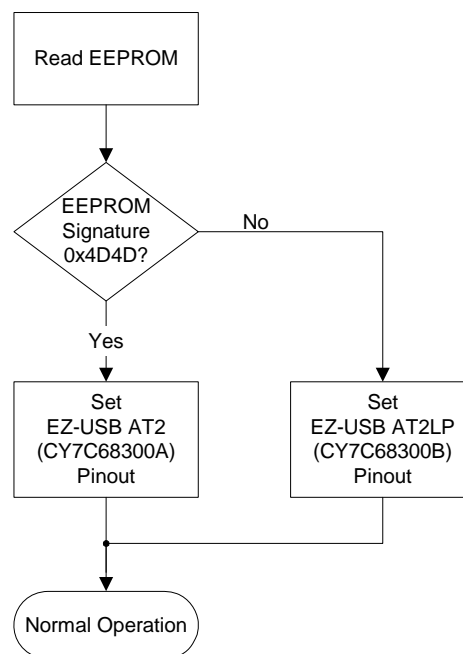 Read EEPROM
EEPROM
Signature
0x4D4D?
No
Yes
Set
EZ-USB AT2
(CY7C68300A)
Pinout
Set
EZ-USB AT2LP
(CY7C68300B)
Pinout
Normal Operation